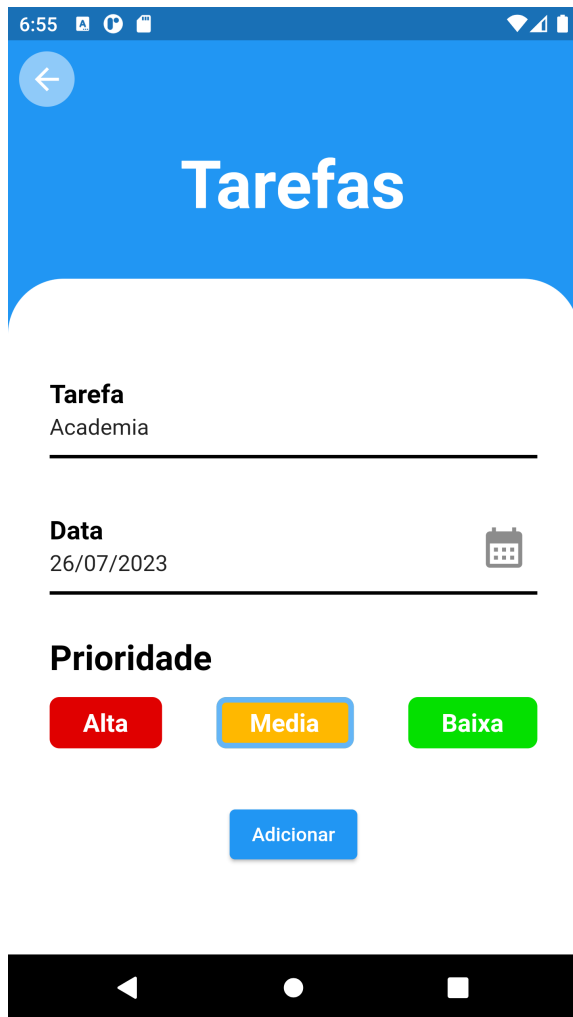 6:55
Tarefas
Tarefa
Academia
Data
26/07/2023
Prioridade
Alta Media Baixa
Adicionar